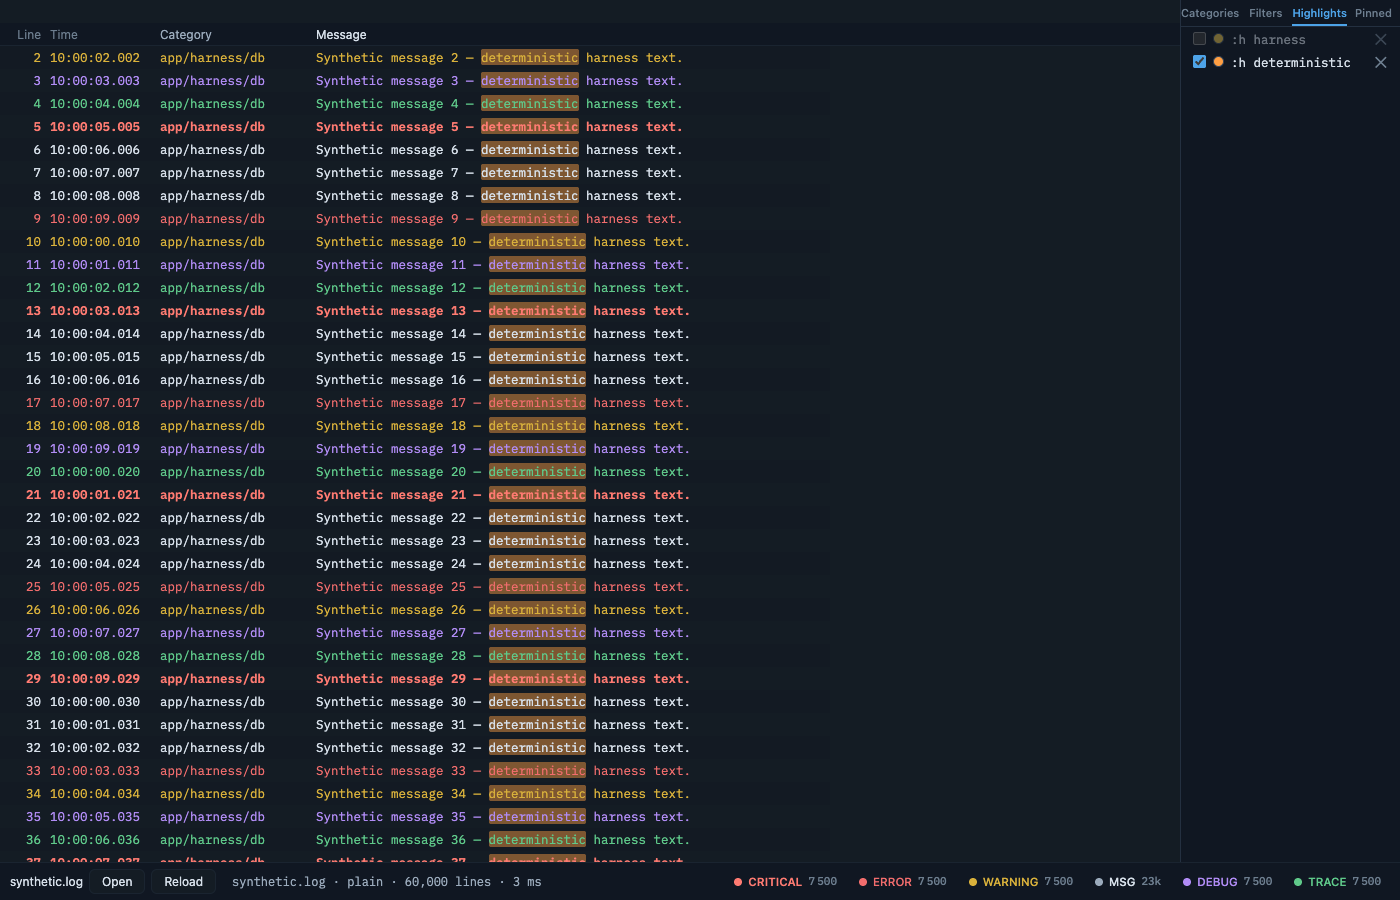 Categories Filters Highlights Pinned
:h harness
:h deterministic
Line Time Category Message
2 10:00:02.002 app/harness/db Synthetic message 2 — deterministic harness text.
3 10:00:03.003 app/harness/db Synthetic message 3 — deterministic harness text.
4 10:00:04.004 app/harness/db Synthetic message 4 — deterministic harness text.
5 10:00:05.005 app/harness/db Synthetic message 5 — deterministic harness text.
6 10:00:06.006 app/harness/db Synthetic message 6 — deterministic harness text.
7 10:00:07.007 app/harness/db Synthetic message 7 — deterministic harness text.
8 10:00:08.008 app/harness/db Synthetic message 8 — deterministic harness text.
9 10:00:09.009 app/harness/db Synthetic message 9 — deterministic harness text.
10 10:00:00.010 app/harness/db Synthetic message 10 — deterministic harness text.
11 10:00:01.011 app/harness/db Synthetic message 11 — deterministic harness text.
12 10:00:02.012 app/harness/db Synthetic message 12 — deterministic harness text.
13 10:00:03.013 app/harness/db Synthetic message 13 — deterministic harness text.
14 10:00:04.014 app/harness/db Synthetic message 14 — deterministic harness text.
15 10:00:05.015 app/harness/db Synthetic message 15 — deterministic harness text.
16 10:00:06.016 app/harness/db Synthetic message 16 — deterministic harness text.
17 10:00:07.017 app/harness/db Synthetic message 17 — deterministic harness text.
18 10:00:08.018 app/harness/db Synthetic message 18 — deterministic harness text.
19 10:00:09.019 app/harness/db Synthetic message 19 — deterministic harness text.
20 10:00:00.020 app/harness/db Synthetic message 20 — deterministic harness text.
21 10:00:01.021 app/harness/db Synthetic message 21 — deterministic harness text.
22 10:00:02.022 app/harness/db Synthetic message 22 — deterministic harness text.
23 10:00:03.023 app/harness/db Synthetic message 23 — deterministic harness text.
24 10:00:04.024 app/harness/db Synthetic message 24 — deterministic harness text.
25 10:00:05.025 app/harness/db Synthetic message 25 — deterministic harness text.
26 10:00:06.026 app/harness/db Synthetic message 26 — deterministic harness text.
27 10:00:07.027 app/harness/db Synthetic message 27 — deterministic harness text.
28 10:00:08.028 app/harness/db Synthetic message 28 — deterministic harness text.
29 10:00:09.029 app/harness/db Synthetic message 29 — deterministic harness text.
30 10:00:00.030 app/harness/db Synthetic message 30 — deterministic harness text.
31 10:00:01.031 app/harness/db Synthetic message 31 — deterministic harness text.
32 10:00:02.032 app/harness/db Synthetic message 32 — deterministic harness text.
33 10:00:03.033 app/harness/db Synthetic message 33 — deterministic harness text.
34 10:00:04.034 app/harness/db Synthetic message 34 — deterministic harness text.
35 10:00:05.035 app/harness/db Synthetic message 35 — deterministic harness text.
36 10:00:06.036 app/harness/db Synthetic message 36 — deterministic harness text.
37 10:00:07.037 app/harness/db Synthetic message 37 — deterministic harness text.
synthetic.log Open Reload synthetic.log · plain · 60,000 lines · 3 ms CRITICAL 7 500 ERROR 7 500 WARNING 7 500 MSG 23k DEBUG 7 500 TRACE 7 500